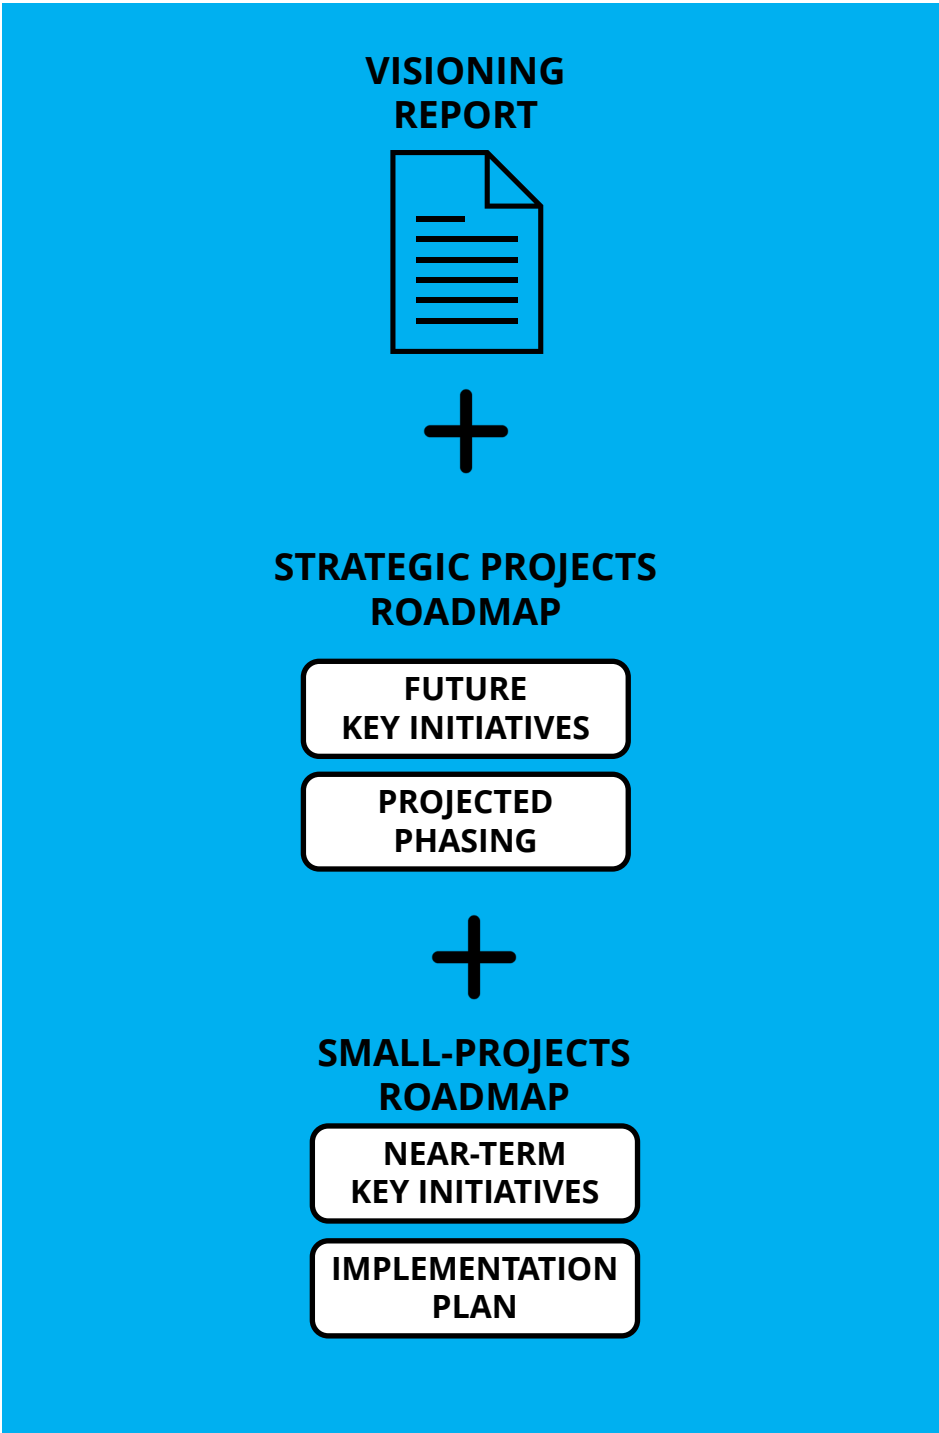 VISIONING
REPORT
STRATEGIC PROJECTS
ROADMAP
FUTURE
KEY INITIATIVES
PROJECTED
PHASING
SMALL-PROJECTS
ROADMAP
NEAR-TERM
KEY INITIATIVES
IMPLEMENTATION
PLAN